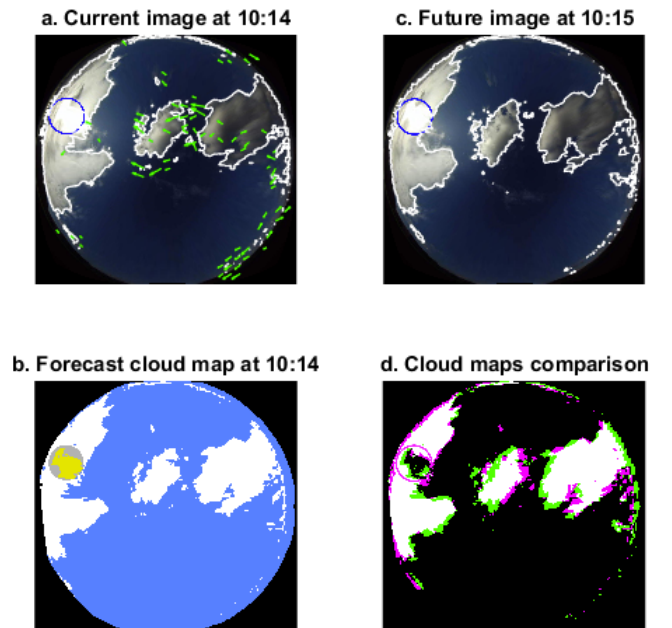 a. Current image at 10:14
c. Future image at 10:15
b. Forecast cloud map at 10:14
d. Cloud maps comparison